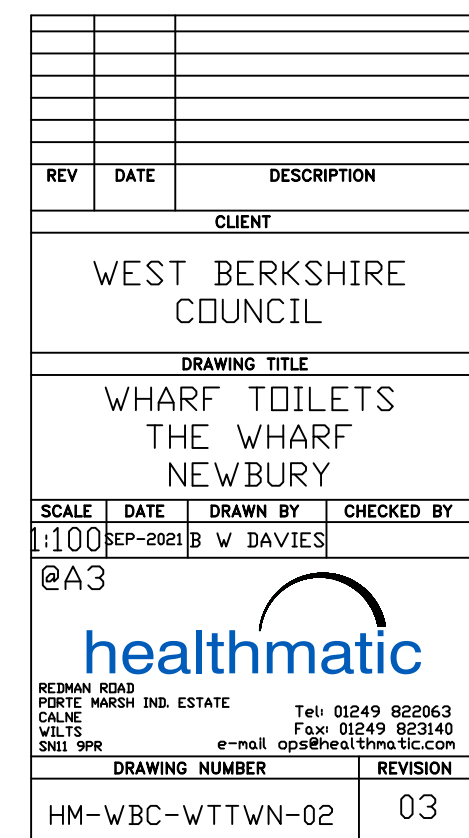 REV DATE DESCRIPTION
CLIENT
WEST BERKSHIRE
COUNCIL
DRAWING TITLE
WHARF TOILETS
THE WHARF
NEWBURY
SCALE DATE DRAWN BY CHECKED BY
1:100 SEP-2021 B W DAVIES
@A3
healthmatic
REDMAN ROAD
PORTE MARSH IND. ESTATE
CALNE
WILTS
SN11 9PR
Tel: 01249 822063
Fax: 01249 823140
e-mail ops@healthmatic.com
DRAWING NUMBER REVISION
HM-WBC-WTTWN-02 03